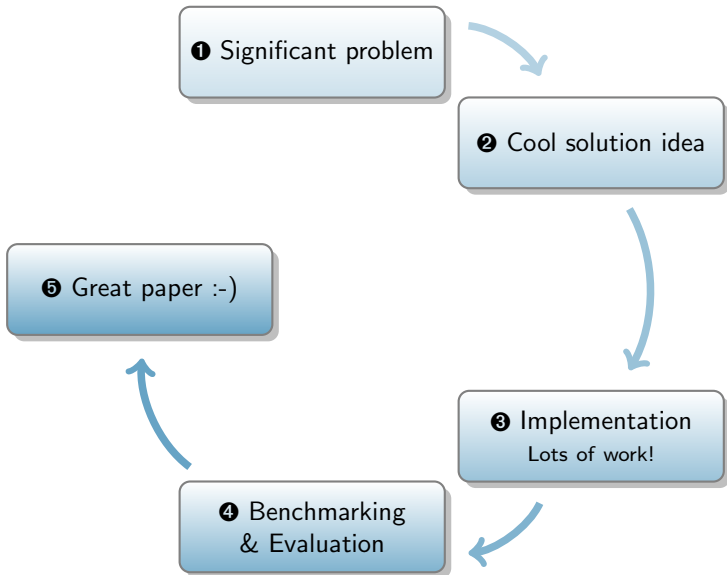 ❶ Significant problem
❷ Cool solution idea
❸ Implementation
Lots of work!
❹ Benchmarking
& Evaluation
❺ Great paper :-)